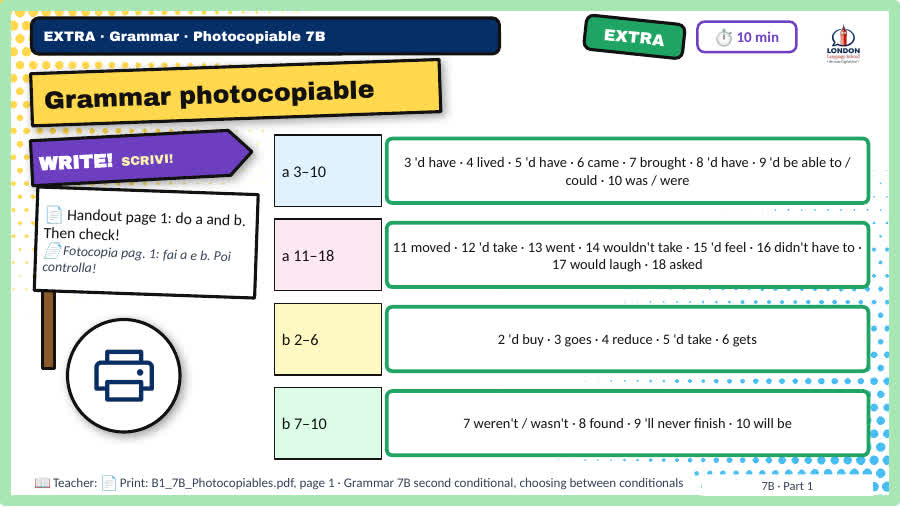 EXTRA · Grammar · Photocopiable 7B
EXTRA
⏱️ 10 min
LONDON
Language School
Grammar photocopiable
WRITE! SCRIVI!
📄 Handout page 1: do a and b.
Then check!
📄Fotocopia pag. 1: fai a e b. Poi
controlla!
a 3–10
3 'd have · 4 lived · 5 'd have · 6 came · 7 brought · 8 'd have · 9 'd be able to /
could · 10 was / were
a 11–18
11 moved · 12 'd take · 13 went · 14 wouldn't take · 15 'd feel · 16 didn't have to ·
17 would laugh · 18 asked
b 2–6
2 'd buy · 3 goes · 4 reduce · 5 'd take · 6 gets
b 7–10
7 weren't / wasn't · 8 found · 9 'll never finish · 10 will be
📖 Teacher: 📄 Print: B1_7B_Photocopiables.pdf, page 1 · Grammar 7B second conditional, choosing between conditionals
7B · Part 1